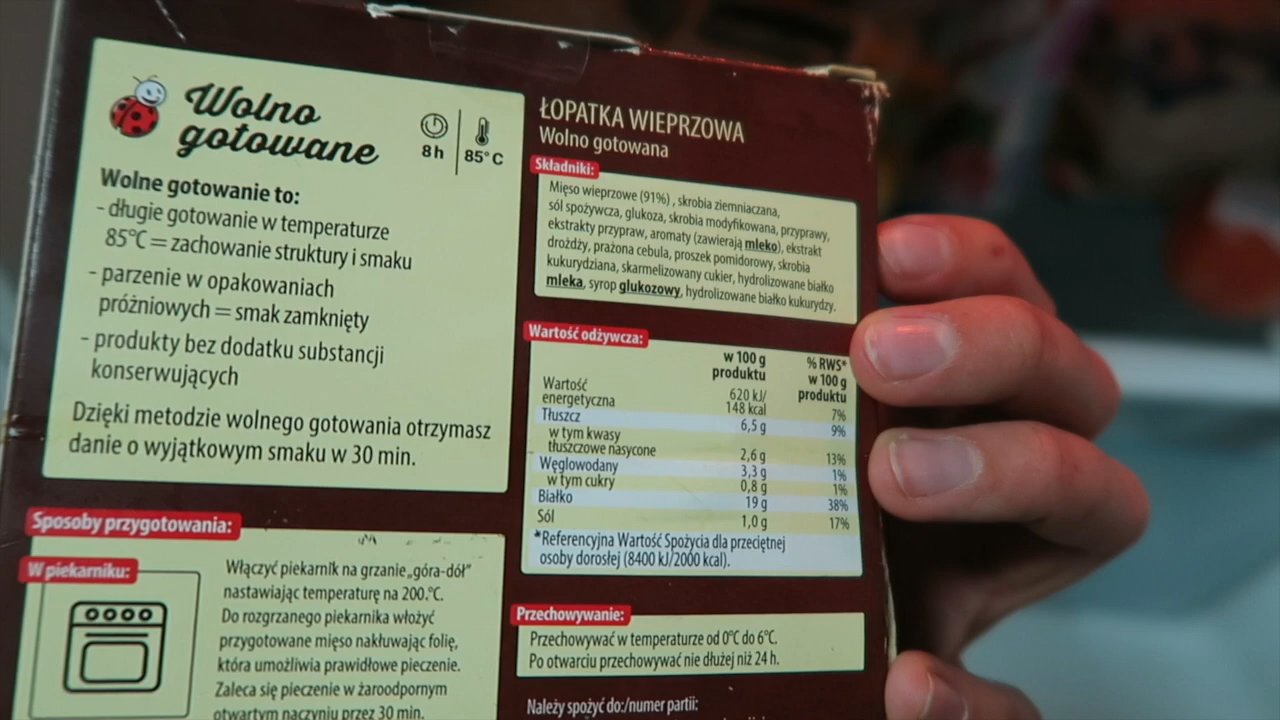 Wolno
gotowane
8h
85°C
Wolne gotowanie to:
- długie gotowanie w temperaturze
85°C = zachowanie struktury i smaku
- parzenie w opakowaniach
próżniowych = smak zamknięty
- produkty bez dodatku substancji
konserwujących
Dzięki metodzie wolnego gotowania otrzymasz
danie o wyjątkowym smaku w 30 min.
Sposoby przygotowania:
W piekarniku:
Włączyć piekarnik na grzanie „góra-dół"
nastawiając temperaturę na 200.°C.
Do rozgrzanego piekarnika włożyć
przygotowane mięso nakłuwając folię,
która umożliwia prawidłowe pieczenie.
Zaleca się pieczenie w żaroodpornym
otwartym naczyniu przez 30 min.
ŁOPATKA WIEPRZOWA
Wolno gotowana
Składniki:
Mięso wieprzowe (91%) , skrobia ziemniaczana,
sól spożywcza, glukoza, skrobia modyfikowana, przyprawy,
ekstrakty przypraw, aromaty (zawierają mleko), ekstrakt
drożdży, prażona cebula, proszek pomidorowy, skrobia
kukurydziana, skarmelizowany cukier, hydrolizowane białko
mleka, syrop glukozowy, hydrolizowane białko kukurydzy.
Wartość odżywcza:
w 100 g produktu % RWS* w 100 g produktu
Wartość energetyczna 620 kJ/ 148 kcal 7%
Tłuszcz 6,5 g 9%
w tym kwasy tłuszczowe nasycone 2,6 g 13%
Węglowodany 3,3 g 1%
w tym cukry 0,8 g 1%
Białko 19 g 38%
Sól 1,0 g 17%
*Referencyjna Wartość Spożycia dla przeciętnej
osoby dorosłej (8400 kJ/2000 kcal).
Przechowywanie:
Przechowywać w temperaturze od 0°C do 6°C.
Po otwarciu przechowywać nie dłużej niż 24 h.
Należy spożyć do:/numer partii: